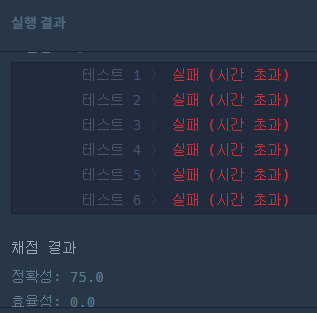 실행 결과
테스트 1 〉 실패 (시간 초과)
테스트 2 〉 실패 (시간 초과)
테스트 3 〉 실패 (시간 초과)
테스트 4 〉 실패 (시간 초과)
테스트 5 〉 실패 (시간 초과)
테스트 6 〉 실패 (시간 초과)
채점 결과
정확성: 75.0
효율성: 0.0